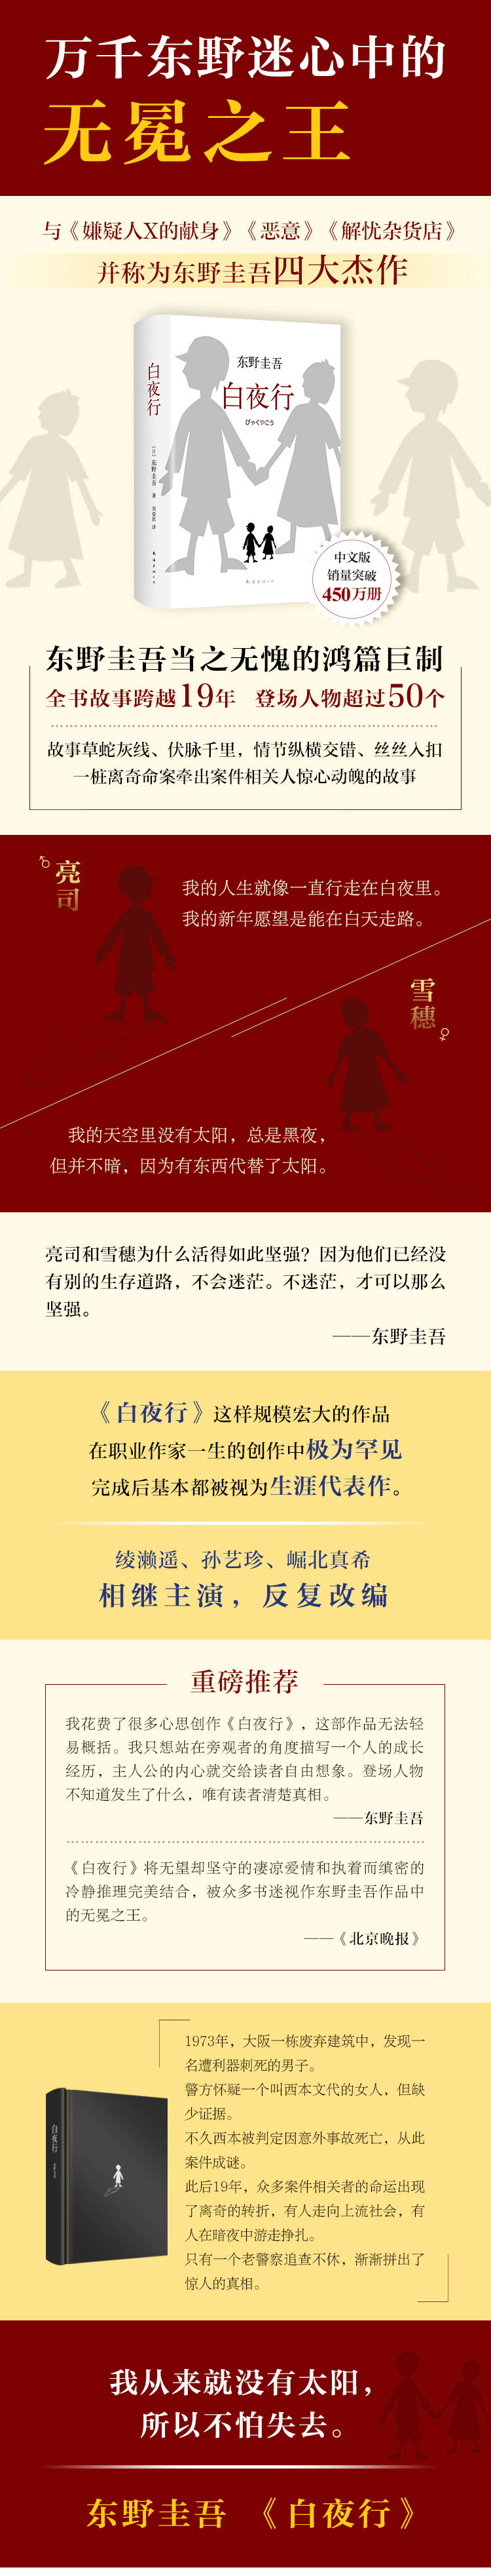 万千东野迷心中的
无冕之王
与《嫌疑人X的献身》《恶意》《解忧杂货店》
并称为东野圭吾四大杰作
白夜行
[日] 东野圭吾 著
刘姿君 译
南海出版公司
东野圭吾
白夜行
びゃくやこう
南海出版公司
中文版
销量突破
450万册
东野圭吾当之无愧的鸿篇巨制
全书故事跨越19年 登场人物超过50个
故事草蛇灰线、伏脉千里，情节纵横交错、丝丝入扣
一桩离奇命案牵出案件相关人惊心动魄的故事
亮司
我的人生就像一直行走在白夜里。
我的新年愿望是能在白天走路。
雪穗
我的天空里没有太阳，总是黑夜，
但并不暗，因为有东西代替了太阳。
亮司和雪穗为什么活得如此坚强？因为他们已经没
有别的生存道路，不会迷茫。不迷茫，才可以那么
坚强。
——东野圭吾
《白夜行》这样规模宏大的作品
在职业作家一生的创作中极为罕见
完成后基本都被视为生涯代表作。
绫濑遥、孙艺珍、崛北真希
相继主演，反复改编
重磅推荐
我花费了很多心思创作《白夜行》，这部作品无法轻
易概括。我只想站在旁观者的角度描写一个人的成长
经历，主人公的内心就交给读者自由想象。登场人物
不知道发生了什么，唯有读者清楚真相。
——东野圭吾
《白夜行》将无望却坚守的凄凉爱情和执着而缜密的
冷静推理完美结合，被众多书迷视作东野圭吾作品中
的无冕之王。
——《北京晚报》
白夜行
1973年，大阪一栋废弃建筑中，发现一
名遭利器刺死的男子。
警方怀疑一个叫西本文代的女人，但缺
少证据。
不久西本被判定因意外事故死亡，从此
案件成谜。
此后19年，众多案件相关者的命运出现
了离奇的转折，有人走向上流社会，有
人在暗夜中游走挣扎。
只有一个老警察追查不休，渐渐拼出了
惊人的真相。
我从来就没有太阳，
所以不怕失去。
东野圭吾 《白夜行》